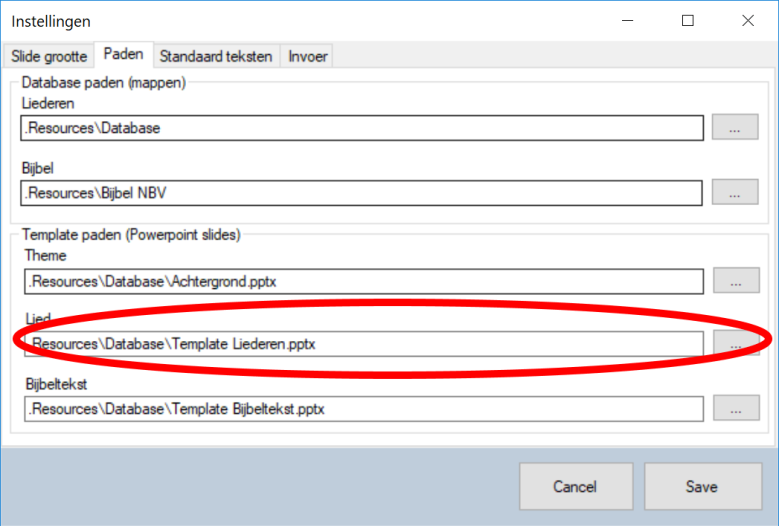 Instellingen
Slide grootte Paden Standaard teksten Invoer
Database paden (mappen)
Liederen
.Resources\Database ...
Bijbel
.Resources\Bijbel NBV ...
Template paden (Powerpoint slides)
Theme
.Resources\Database\Achtergrond.pptx ...
Lied
.Resources\Database\Template Liederen.pptx ...
Bijbeltekst
.Resources\Database\Template Bijbeltekst.pptx ...
Cancel Save